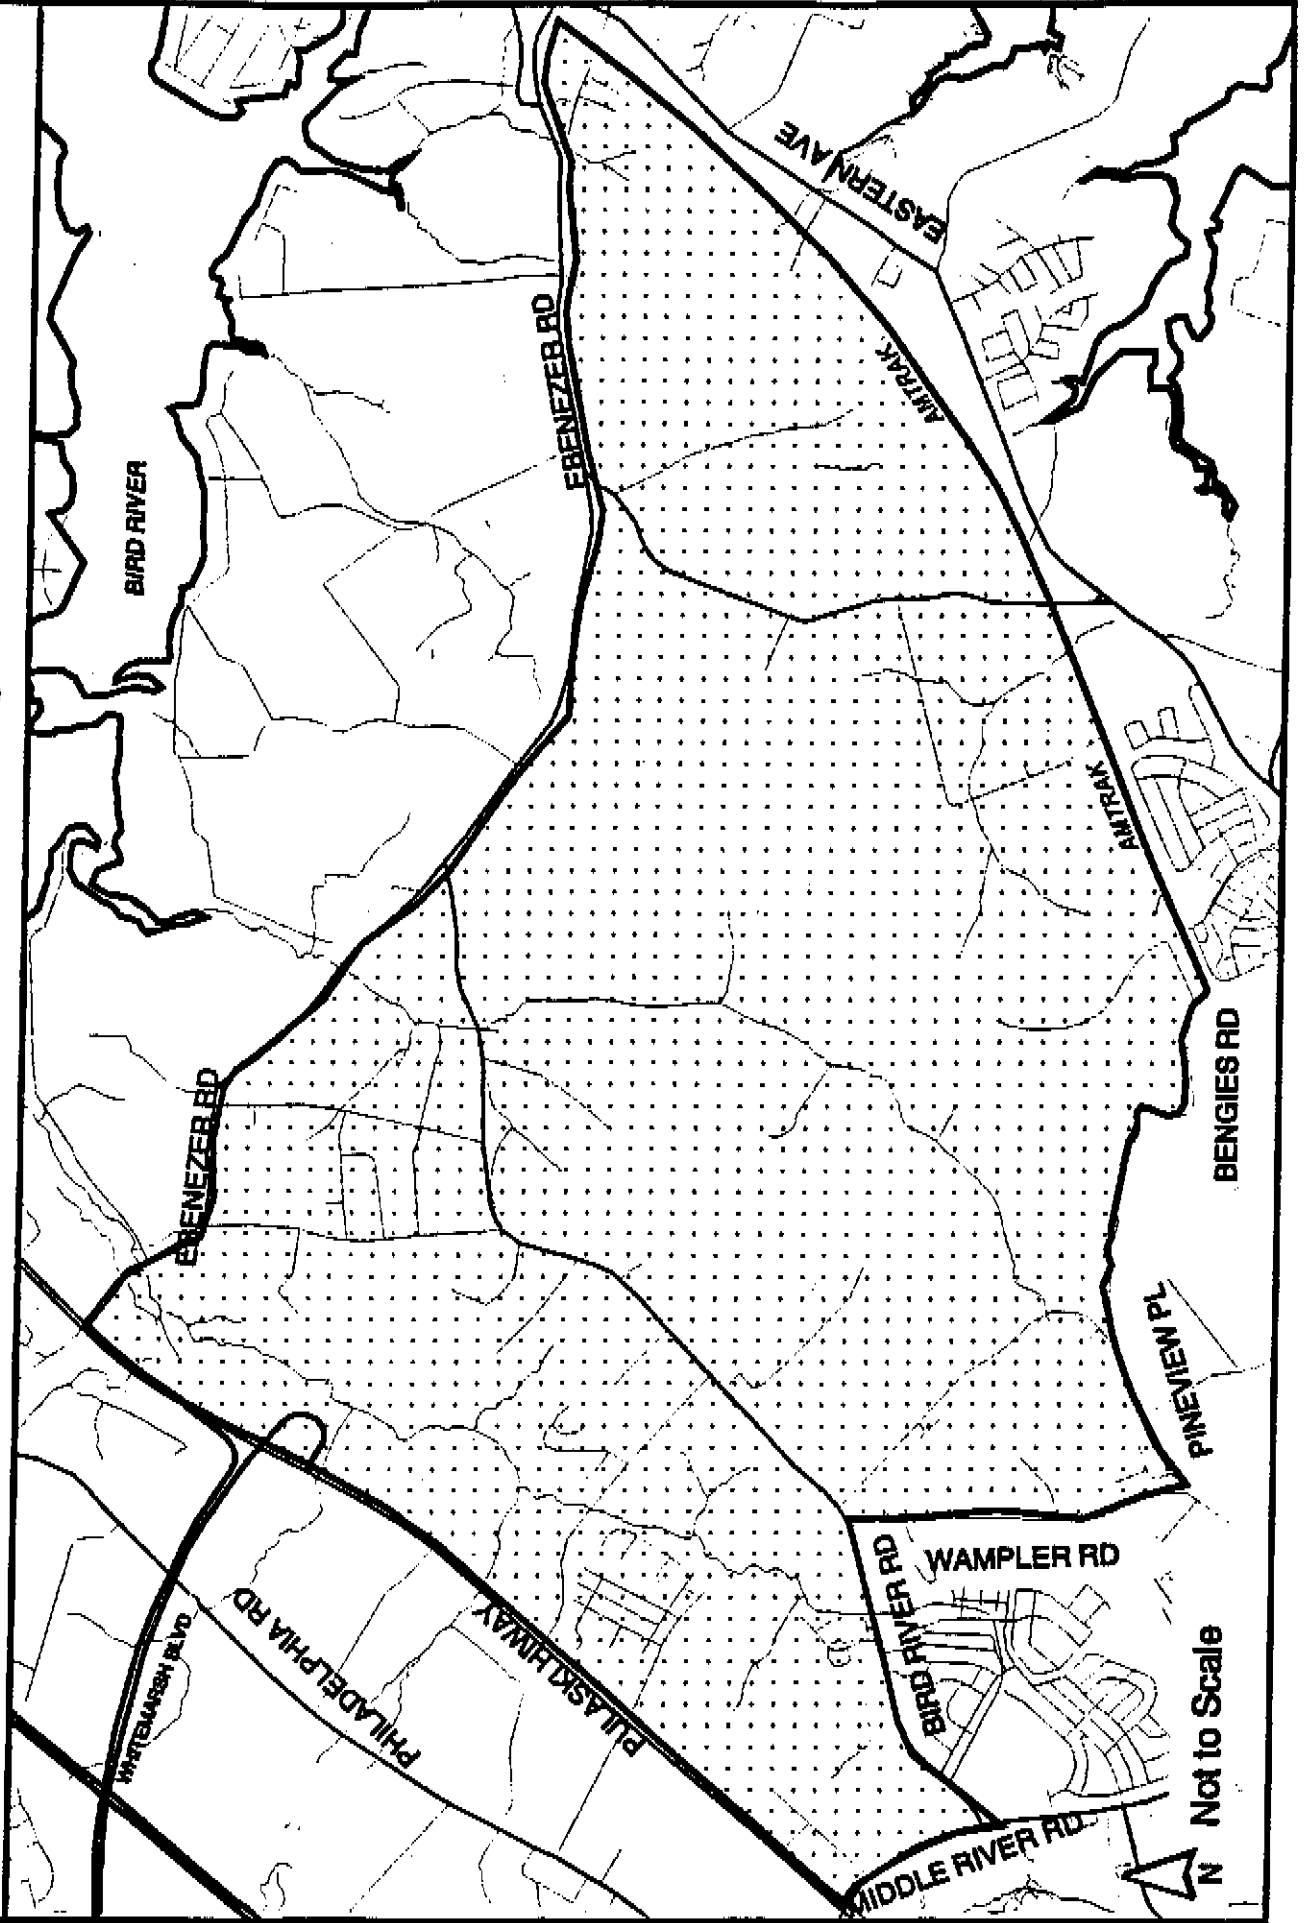 BIRD RIVER
EBENEZER RD
EASTERN AVE
AMTRAK
EBENEZER RD
AMTRAK
BENGIES RD
PINEVIEW PL
WHITEMARSH BLVD
PHILADELPHIA RD
PULASKI HIWAY
BIRD RIVER RD
WAMPLER RD
MIDDLE RIVER RD
N
Not to Scale